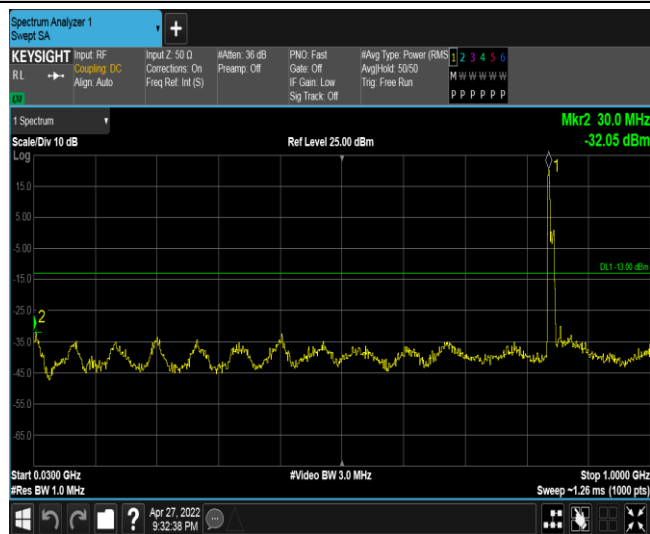 Spectrum Analyzer 1
Swept SA
+
KEYSIGHT Input: RF Input Z: 50 Ω #Atten: 36 dB PNO: Fast #Avg Type: Power (RMS 1 2 3 4 5 6
RL Coupling: DC Corrections: On Preamp: Off Gate: Off Avg|Hold: 50/50 M W W W W W
Align: Auto Freq Ref: Int (S) IF Gain: Low Trig: Free Run
Sig Track: Off P P P P P P
1 Spectrum Mkr2 30.0 MHz
Scale/Div 10 dB Ref Level 25.00 dBm -32.05 dBm
Log
1
15.0
5.00
-5.00
DL1 -13.00 dBm
-15.0
-25.0
2
-35.0
-45.0
-55.0
-65.0
Start 0.0300 GHz #Video BW 3.0 MHz Stop 1.0000 GHz
#Res BW 1.0 MHz Sweep ~1.26 ms (1000 pts)
? Apr 27, 2022
9:32:38 PM